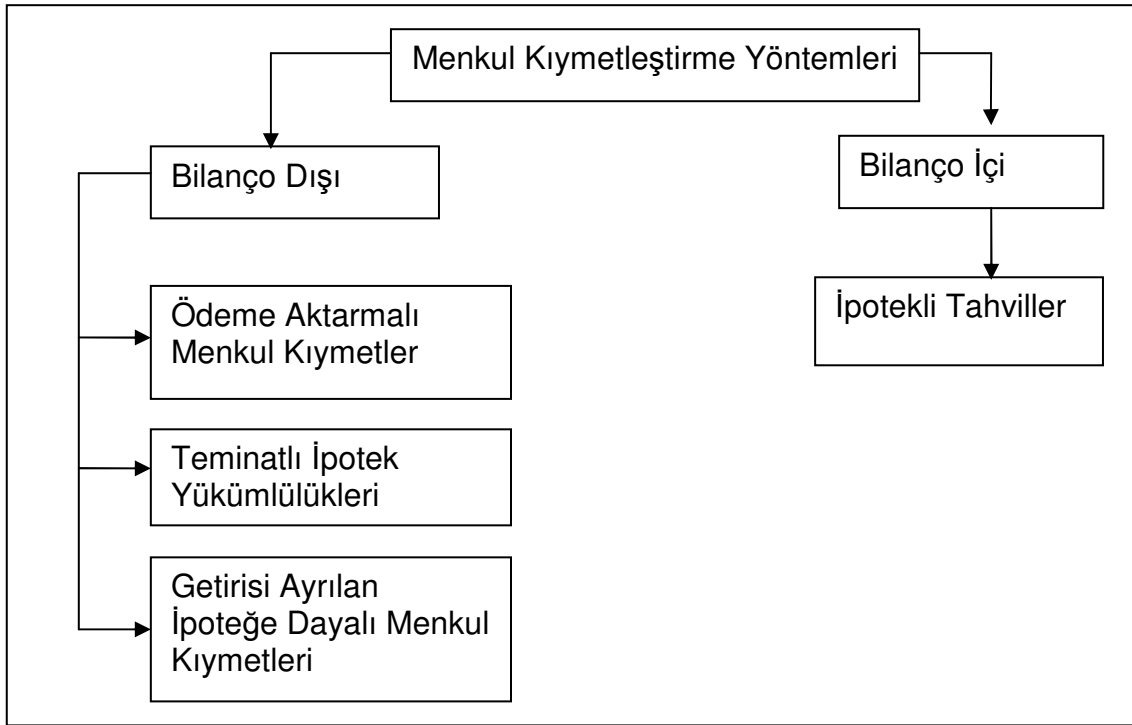 Menkul Kıymetleştirme Yöntemleri
Bilanço Dışı
Bilanço İçi
Ödeme Aktarmalı
Menkul Kıymetler
İpotekli Tahviller
Teminatlı İpotek
Yükümlülükleri
Getirisi Ayrılan
İpoteğe Dayalı Menkul
Kıymetleri